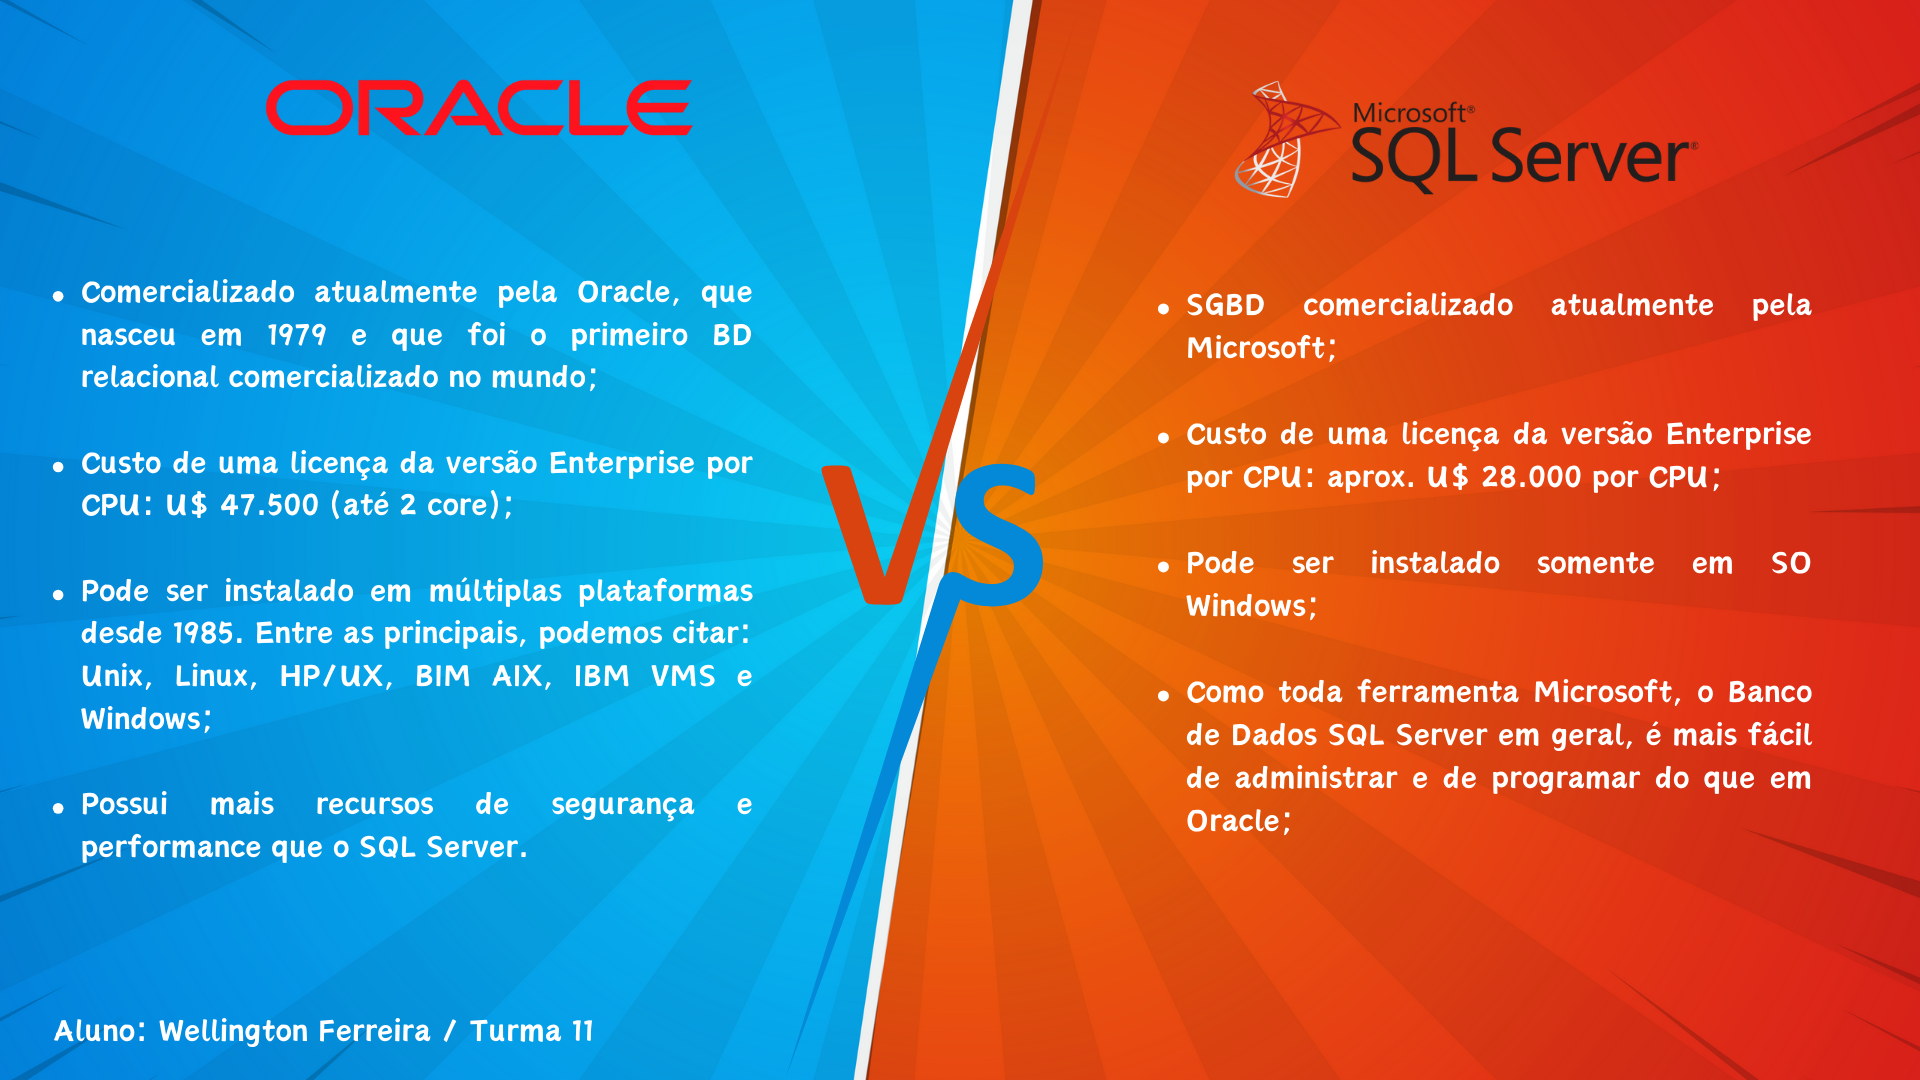 ORACLE
Comercializado atualmente pela Oracle, que
nasceu em 1979 e que foi o primeiro BD
relacional comercializado no mundo;
Custo de uma licença da versão Enterprise por
CPU: U$ 47.500 (até 2 core);
Pode ser instalado em múltiplas plataformas
desde 1985. Entre as principais, podemos citar:
Unix, Linux, HP/UX, BIM AIX, IBM VMS e
Windows;
Possui mais recursos de segurança e
performance que o SQL Server.
Aluno: Wellington Ferreira / Turma 11
VS
Microsoft®
SQL Server®
SGBD comercializado atualmente pela
Microsoft;
Custo de uma licença da versão Enterprise
por CPU: aprox. U$ 28.000 por CPU;
Pode ser instalado somente em SO
Windows;
Como toda ferramenta Microsoft, o Banco
de Dados SQL Server em geral, é mais fácil
de administrar e de programar do que em
Oracle;